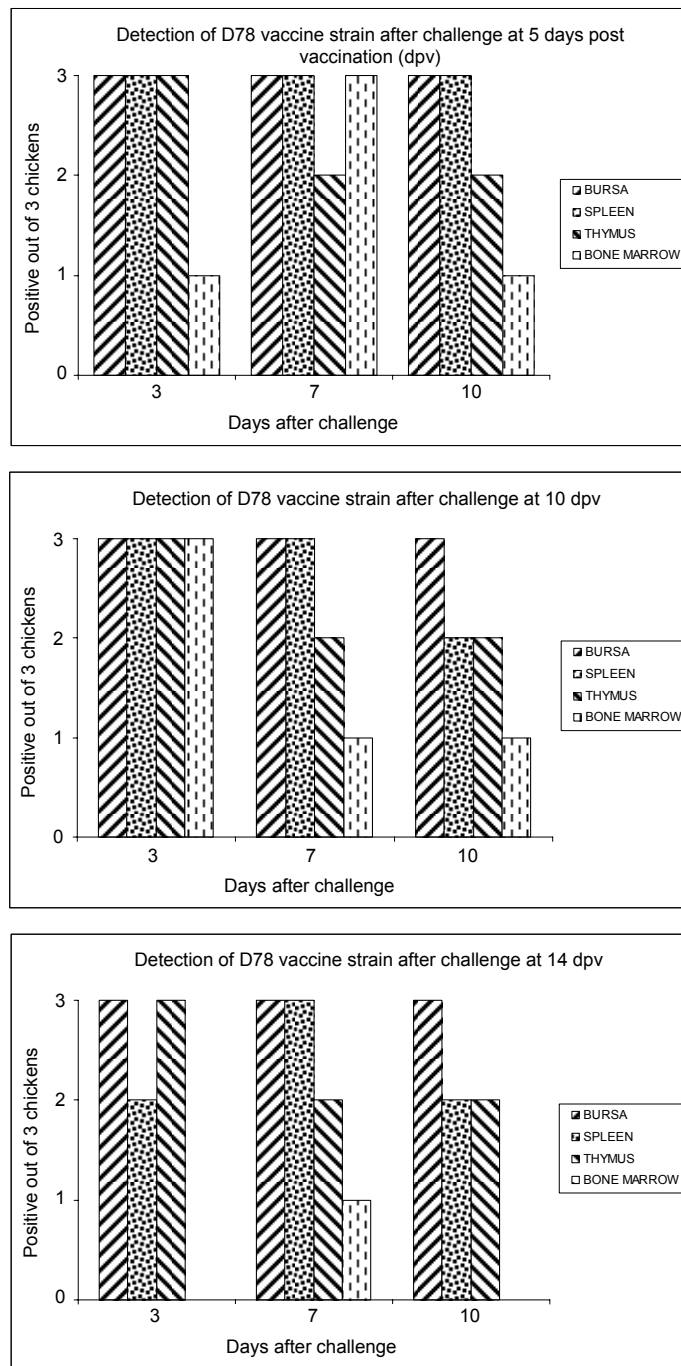 Detection of D78 vaccine strain after challenge at 5 days post
vaccination (dpv)
Positive out of 3 chickens
3
2
1
0
3
7
10
Days after challenge
BURSA
SPLEEN
THYMUS
BONE MARROW
Detection of D78 vaccine strain after challenge at 10 dpv
Positive out of 3 chickens
3
2
1
0
3
7
10
Days after challenge
BURSA
SPLEEN
THYMUS
BONE MARROW
Detection of D78 vaccine strain after challenge at 14 dpv
Positive out of 3 chickens
3
2
1
0
3
7
10
Days after challenge
BURSA
SPLEEN
THYMUS
BONE MARROW